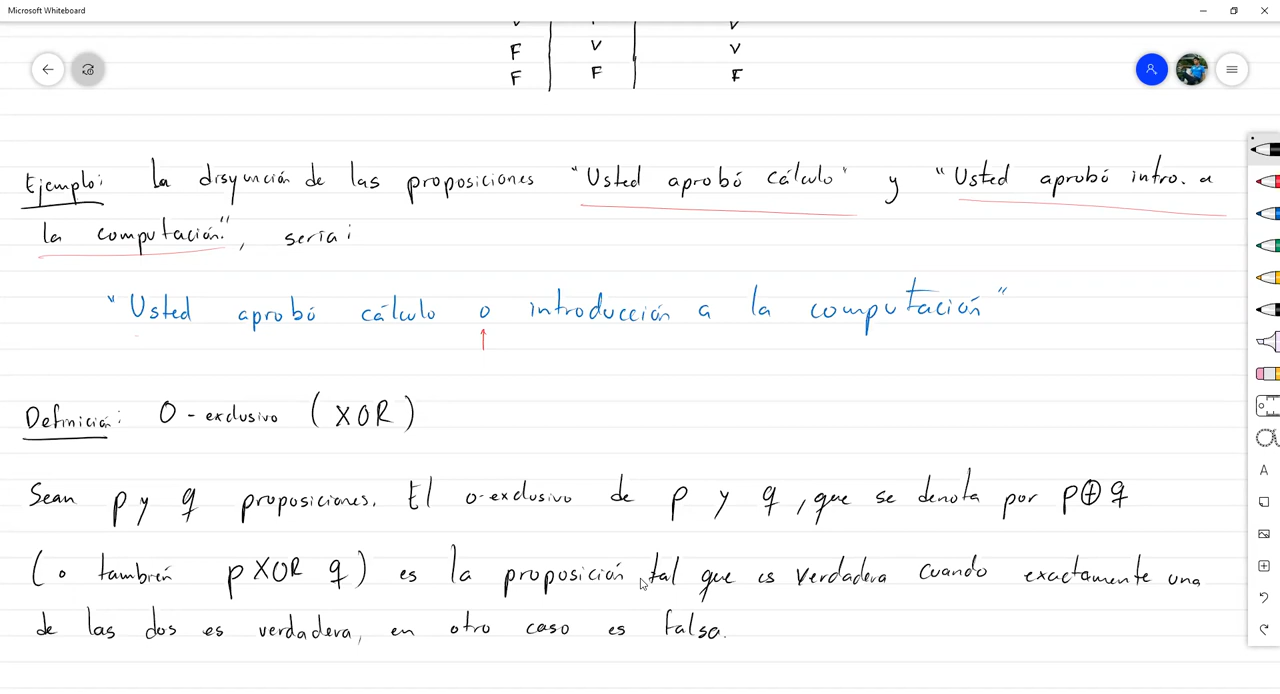 Microsoft Whiteboard
F V V
F F F
Ejemplo: La disyunción de las proposiciones "Usted aprobó cálculo" y "Usted aprobó intro. a
la computación.", sería:
"Usted aprobó cálculo o introducción a la computación"
Definición: O-exclusivo (XOR)
Sean p y q proposiciones. El o-exclusivo de p y q, que se denota por p⊕q
(o también p XOR q) es la proposición tal que es verdadera cuando exactamente una
de las dos es verdadera, en otro caso es falsa.
A